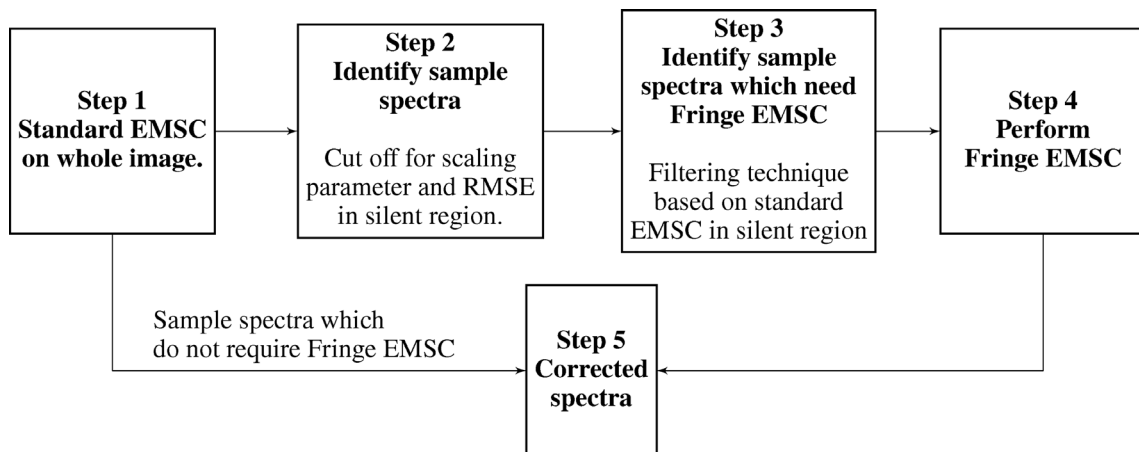 Step 1
Standard EMSC
on whole image.
Step 2
Identify sample
spectra
Cut off for scaling
parameter and RMSE
in silent region.
Step 3
Identify sample
spectra which need
Fringe EMSC
Filtering technique
based on standard
EMSC in silent region
Step 4
Perform
Fringe EMSC
Sample spectra which
do not require Fringe EMSC
Step 5
Corrected
spectra